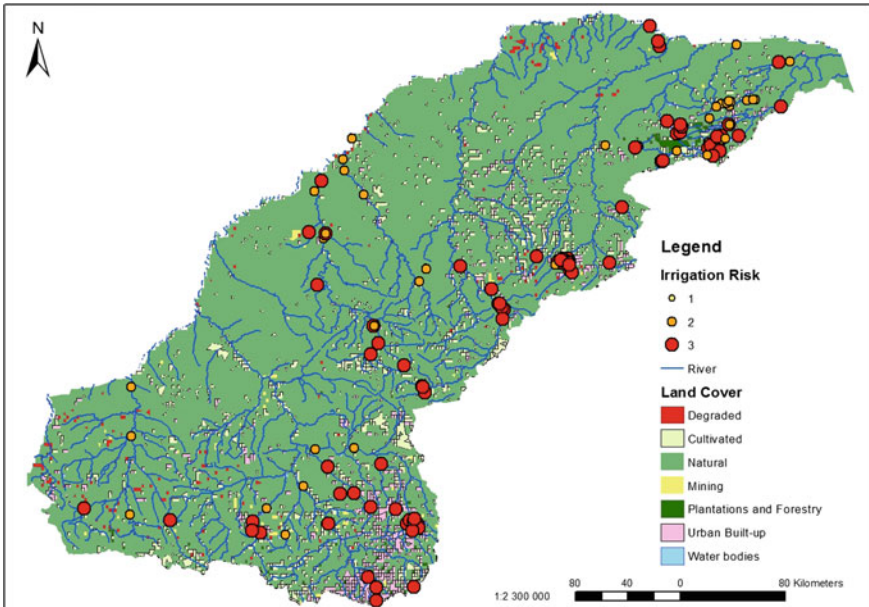 N
Legend
Irrigation Risk
1
2
3
River
Land Cover
Degraded
Cultivated
Natural
Mining
Plantations and Forestry
Urban Built-up
Water bodies
1:2 300 000
80 40 0 80 Kilometers